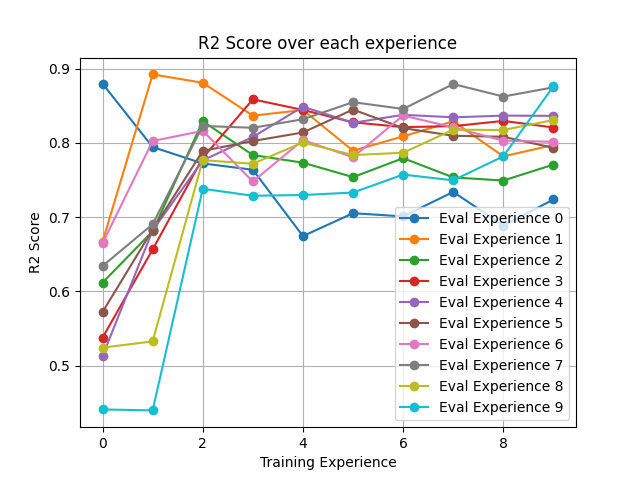 R2 Score over each experience
0.9
0.8
0.7
0.6
0.5
R2 Score
0
2
4
6
8
Training Experience
Eval Experience 0
Eval Experience 1
Eval Experience 2
Eval Experience 3
Eval Experience 4
Eval Experience 5
Eval Experience 6
Eval Experience 7
Eval Experience 8
Eval Experience 9